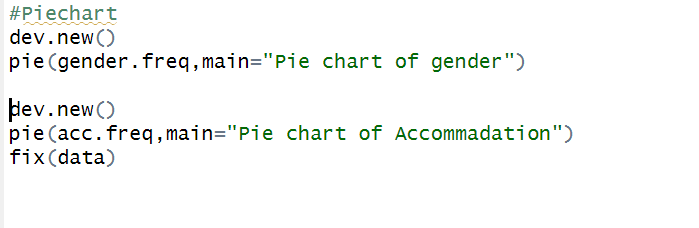 #Piechart
dev.new()
pie(gender.freq,main="Pie chart of gender")
dev.new()
pie(acc.freq,main="Pie chart of Accommadation")
fix(data)